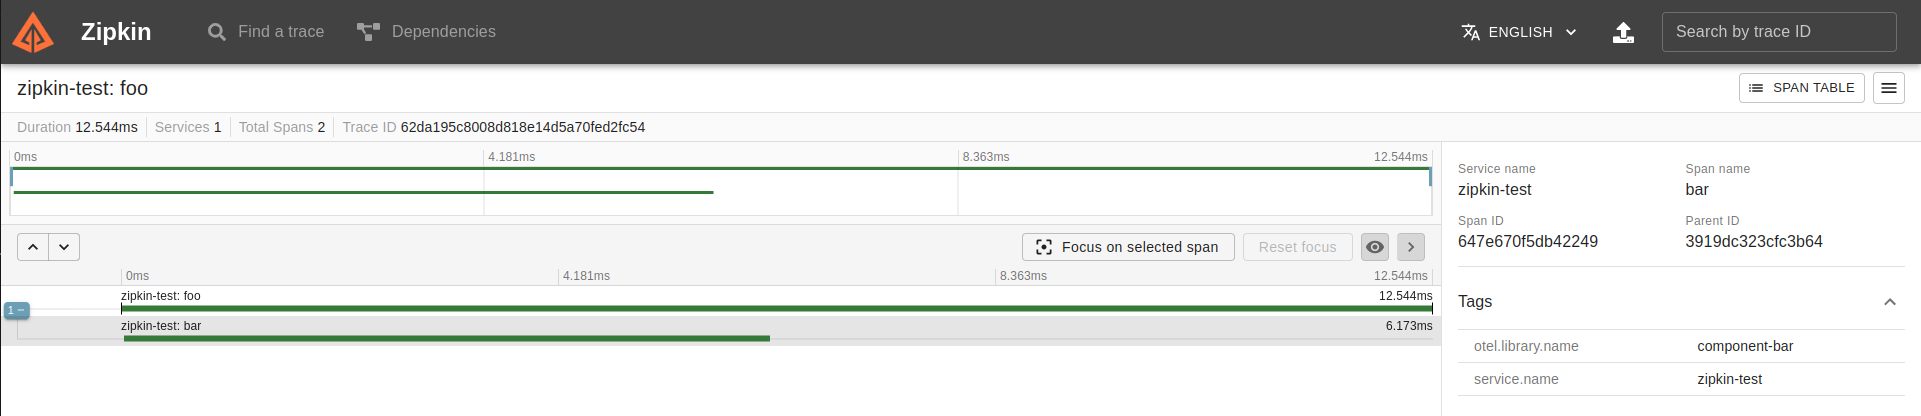 Zipkin Find a trace Dependencies ENGLISH Search by trace ID
zipkin-test: foo SPAN TABLE
Duration 12.544ms Services 1 Total Spans 2 Trace ID 62da195c8008d818e14d5a70fed2fc54
0ms 4.181ms 8.363ms 12.544ms
Focus on selected span Reset focus
0ms 4.181ms 8.363ms 12.544ms
zipkin-test: foo 12.544ms
1 −
zipkin-test: bar 6.173ms
Service name Span name
zipkin-test bar
Span ID Parent ID
647e670f5db42249 3919dc323cfc3b64
Tags
otel.library.name component-bar
service.name zipkin-test